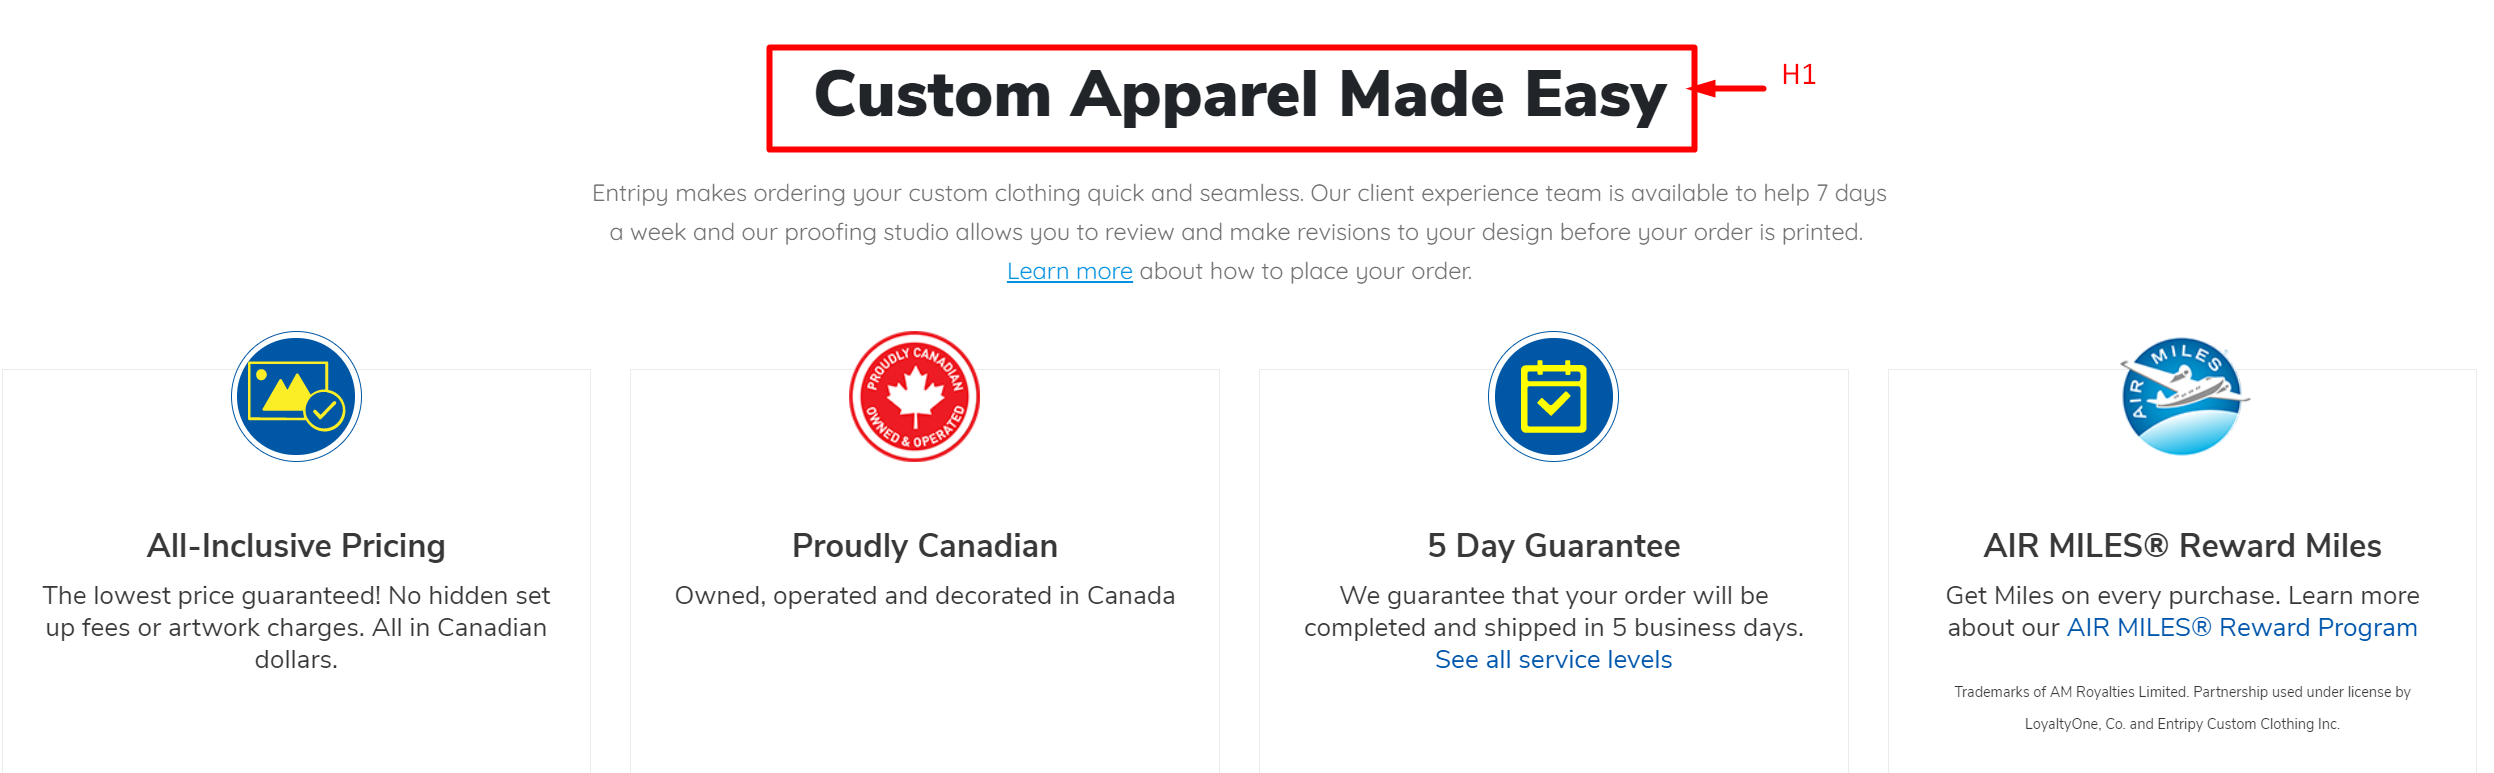 Custom Apparel Made Easy
H1
Entripy makes ordering your custom clothing quick and seamless. Our client experience team is available to help 7 days
a week and our proofing studio allows you to review and make revisions to your design before your order is printed.
Learn more about how to place your order.
PROUDLY CANADIAN
OWNED & OPERATED
AIR MILES
All-Inclusive Pricing
The lowest price guaranteed! No hidden set
up fees or artwork charges. All in Canadian
dollars.
Proudly Canadian
Owned, operated and decorated in Canada
5 Day Guarantee
We guarantee that your order will be
completed and shipped in 5 business days.
See all service levels
AIR MILES® Reward Miles
Get Miles on every purchase. Learn more
about our AIR MILES® Reward Program
Trademarks of AM Royalties Limited. Partnership used under license by
LoyaltyOne, Co. and Entripy Custom Clothing Inc.